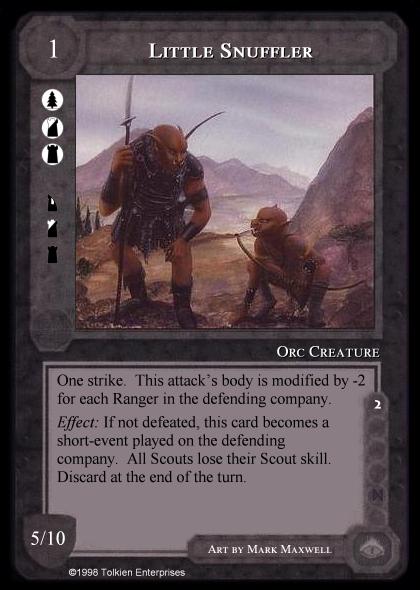 1
Little Snuffler
Orc Creature
One strike. This attack's body is modified by -2
for each Ranger in the defending company.
2
Effect: If not defeated, this card becomes a
short-event played on the defending
company. All Scouts lose their Scout skill.
Discard at the end of the turn.
5/10
Art by Mark Maxwell
©1998 Tolkien Enterprises